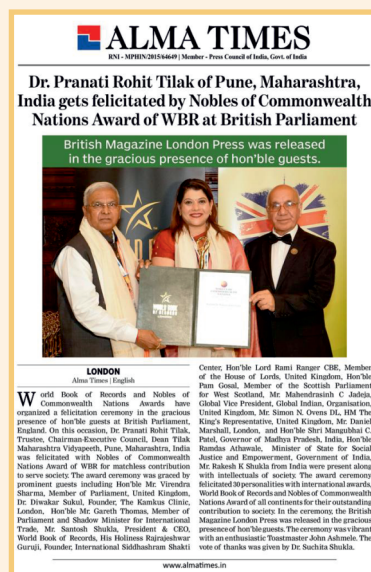 ALMA TIMES
RNI - MPHIN/2015/64649 | Member - Press Council of India, Govt. of India
Dr. Pranati Rohit Tilak of Pune, Maharashtra,
India gets felicitated by Nobles of Commonwealth
Nations Award of WBR at British Parliament
British Magazine London Press was released
in the gracious presence of hon'ble guests.
LONDON
Alma Times | English
World Book of Records and Nobles of
Commonwealth Nations Awards have
organized a felicitation ceremony in the gracious
presence of hon'ble guests at British Parliament,
England. On this occasion, Dr. Pranati Rohit Tilak,
Trustee, Chairman-Executive Council, Dean Tilak
Maharashtra Vidyapeeth, Pune, Maharashtra, India
was felicitated with Nobles of Commonwealth
Nations Award of WBR for matchless contribution
to serve society. The award ceremony was graced by
prominent guests including Hon'ble Mr. Virendra
Sharma, Member of Parliament, United Kingdom,
Dr. Diwakar Sukul, Founder, The Kamkus Clinic,
London, Hon'ble Mr. Gareth Thomas, Member of
Parliament and Shadow Minister for International
Trade, Mr. Santosh Shukla, President & CEO,
World Book of Records, His Holiness Rajrajeshwar
Guruji, Founder, International Siddhashram Shakti
Center, Hon'ble Lord Rami Ranger CBE, Member
of the House of Lords, United Kingdom, Hon'ble
Pam Gosal, Member of the Scottish Parliament
for West Scotland, Mr. Mahendrasinh C Jadeja,
Global Vice President, Global Indian, Organisation,
United Kingdom, Mr. Simon N. Ovens DL, HM The
King's Representative, United Kingdom, Mr. Daniel
Marshall, London, and Hon'ble Shri Mangubhai C.
Patel, Governor of Madhya Pradesh, India, Hon'ble
Ramdas Athawale, Minister of State for Social
Justice and Empowerment, Government of India,
Mr. Rakesh K Shukla from India were present along
with intellectuals of society. The award ceremony
felicitated 30 personalities with international awards,
World Book of Records and Nobles of Commonwealth
Nations Award of all continents for their outstanding
contribution to society. In the ceremony, the British
Magazine London Press was released in the gracious
presence of hon'ble guests. The ceremony was vibrant
with an enthusiastic Toastmaster John Ashmele. The
vote of thanks was given by Dr. Suchita Shukla.
www.almatimes.in